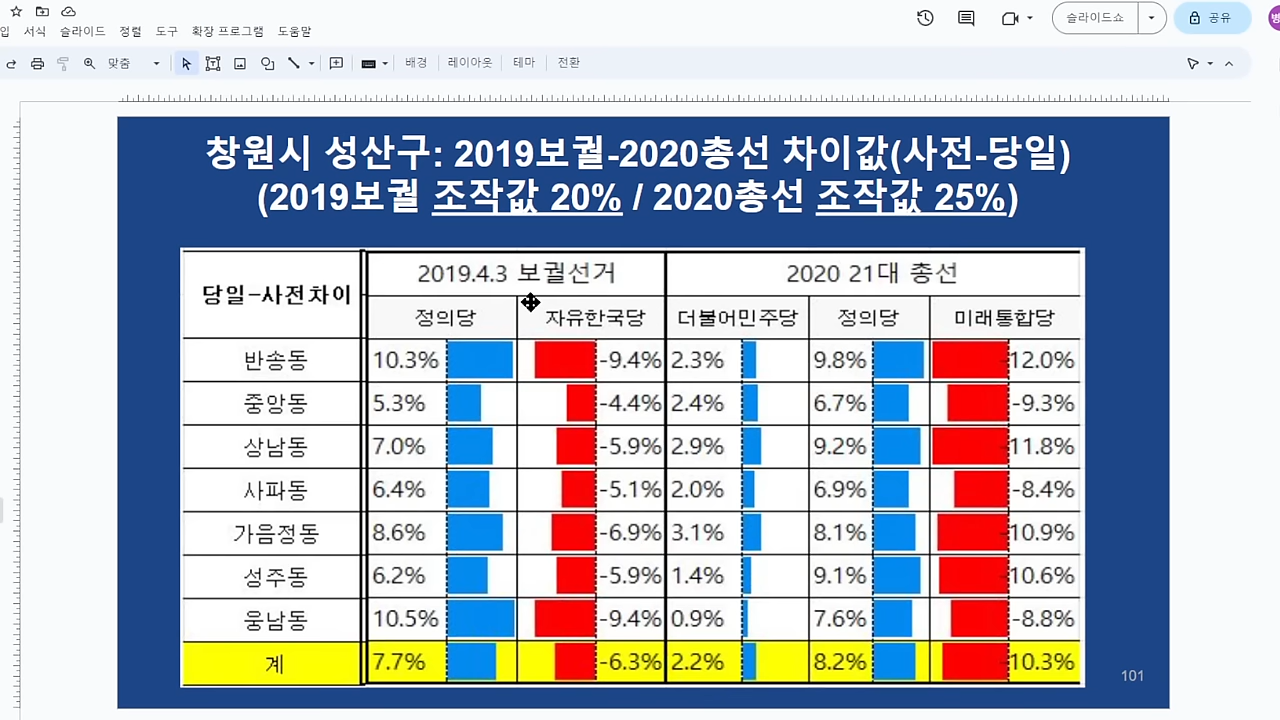 입 서식 슬라이드 정렬 도구 확장 프로그램 도움말
슬라이드쇼
공유
맞춤
배경 레이아웃 테마 전환
창원시 성산구: 2019보궐-2020총선 차이값(사전-당일)
(2019보궐 조작값 20% / 2020총선 조작값 25%)
당일-사전차이 2019.4.3 보궐선거 2020 21대 총선
정의당 자유한국당 더불어민주당 정의당 미래통합당
반송동 10.3% -9.4% 2.3% 9.8% -12.0%
중앙동 5.3% -4.4% 2.4% 6.7% -9.3%
상남동 7.0% -5.9% 2.9% 9.2% -11.8%
사파동 6.4% -5.1% 2.0% 6.9% -8.4%
가음정동 8.6% -6.9% 3.1% 8.1% -10.9%
성주동 6.2% -5.9% 1.4% 9.1% -10.6%
웅남동 10.5% -9.4% 0.9% 7.6% -8.8%
계 7.7% -6.3% 2.2% 8.2% -10.3%
101